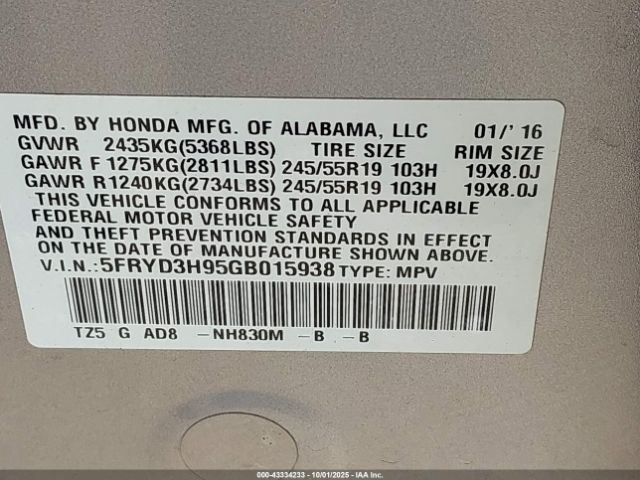 MFD. BY HONDA MFG. OF ALABAMA, LLC 01/' 16
GVWR 2435KG(5368LBS) TIRE SIZE RIM SIZE
GAWR F 1275KG(2811LBS) 245/55R19 103H 19X8.0J
GAWR R1240KG(2734LBS) 245/55R19 103H 19X8.0J
THIS VEHICLE CONFORMS TO ALL APPLICABLE
FEDERAL MOTOR VEHICLE SAFETY
AND THEFT PREVENTION STANDARDS IN EFFECT
ON THE DATE OF MANUFACTURE SHOWN ABOVE.
V.I.N.:5FRYD3H95GB015938 TYPE: MPV
TZ5 G AD8 -NH830M -B -B
000-43334233 - 10/01/2025 - IAAI.com